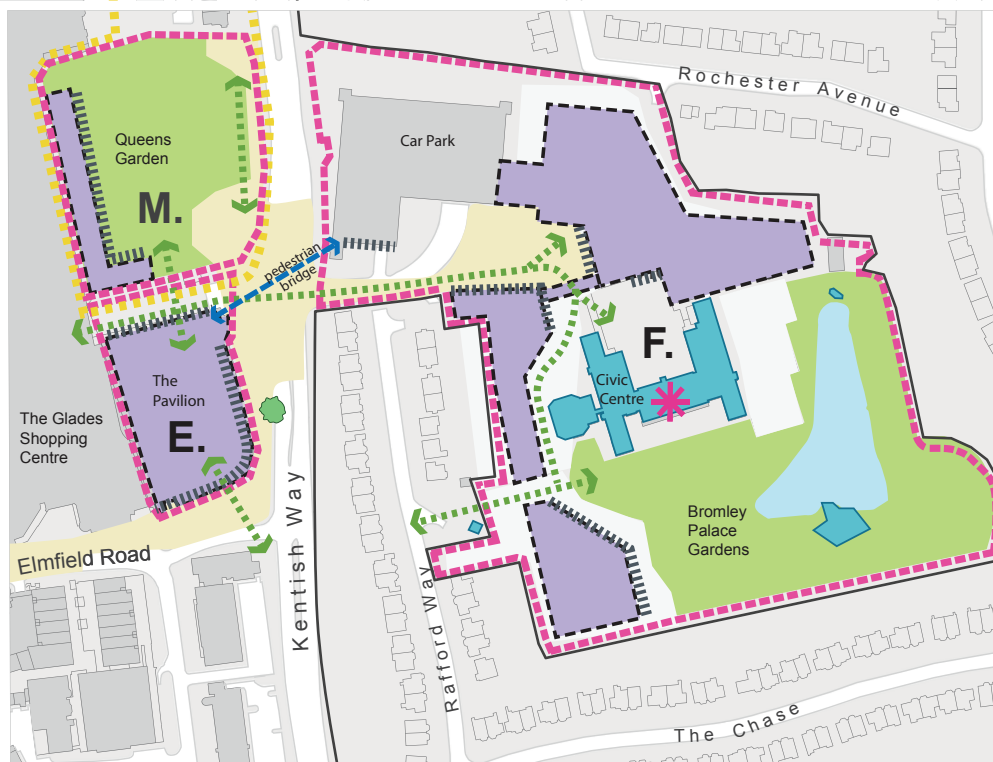 Rochester Avenue
Queens
Garden
Car Park
M.
pedestrian
bridge
F.
Civic
Centre
The
Pavilion
The Glades
Shopping
Centre
E.
Bromley
Palace
Gardens
Elmfield Road
Kentish Way
Rafford Way
The Chase